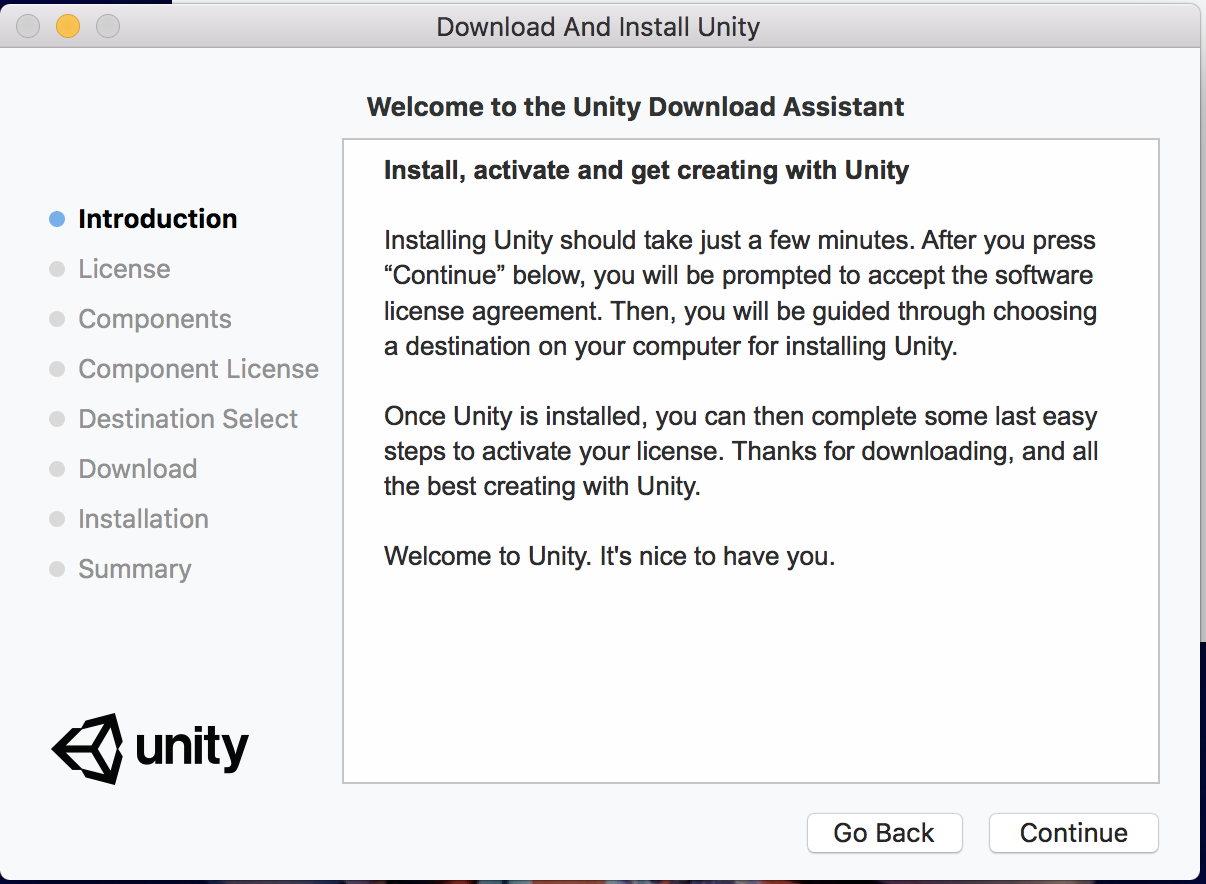 Download And Install Unity
Welcome to the Unity Download Assistant
Introduction
License
Components
Component License
Destination Select
Download
Installation
Summary
unity
Install, activate and get creating with Unity
Installing Unity should take just a few minutes. After you press
“Continue” below, you will be prompted to accept the software
license agreement. Then, you will be guided through choosing
a destination on your computer for installing Unity.
Once Unity is installed, you can then complete some last easy
steps to activate your license. Thanks for downloading, and all
the best creating with Unity.
Welcome to Unity. It's nice to have you.
Go Back
Continue